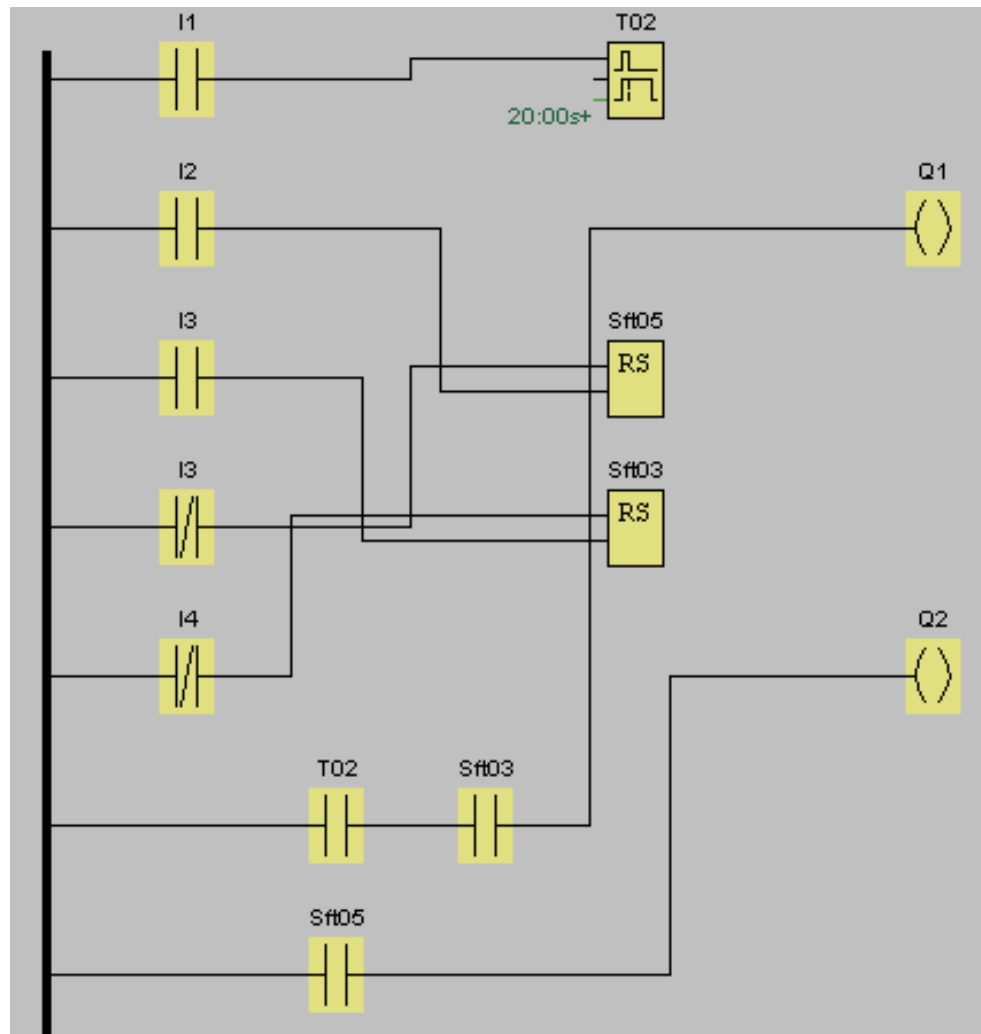 I1 T02
20:00s+
I2 Q1
I3 Sft05
RS
I3 Sft03
RS
I4 Q2
T02 Sft03
Sft05